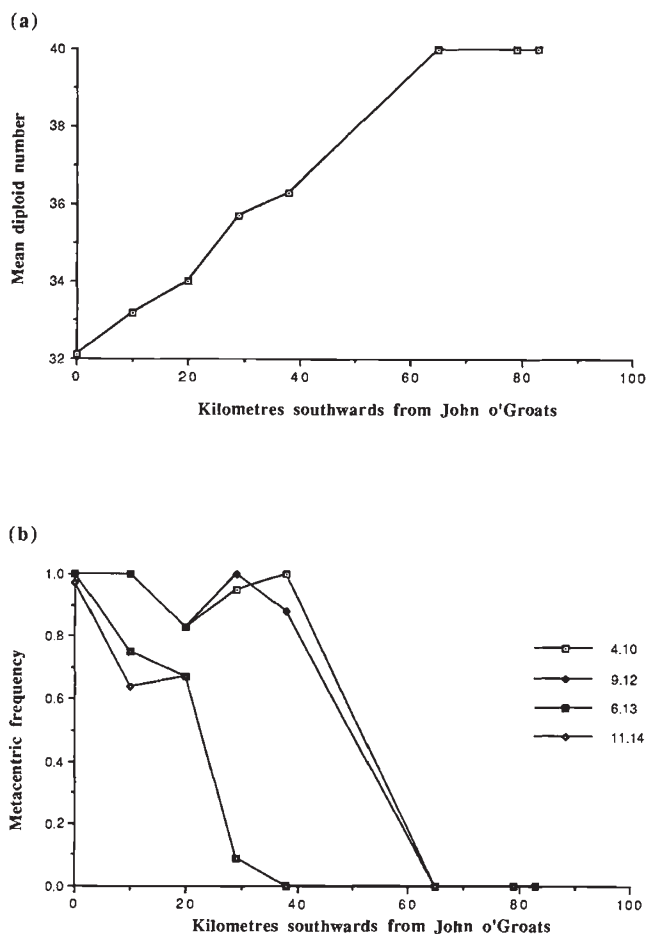 (a)
40
38
36
34
32
Mean diploid number
0 20 40 60 80 100
Kilometres southwards from John o'Groats
(b)
1.0
0.8
0.6
0.4
0.2
0.0
Metacentric frequency
4.10
9.12
6.13
11.14
0 20 40 60 80 100
Kilometres southwards from John o'Groats